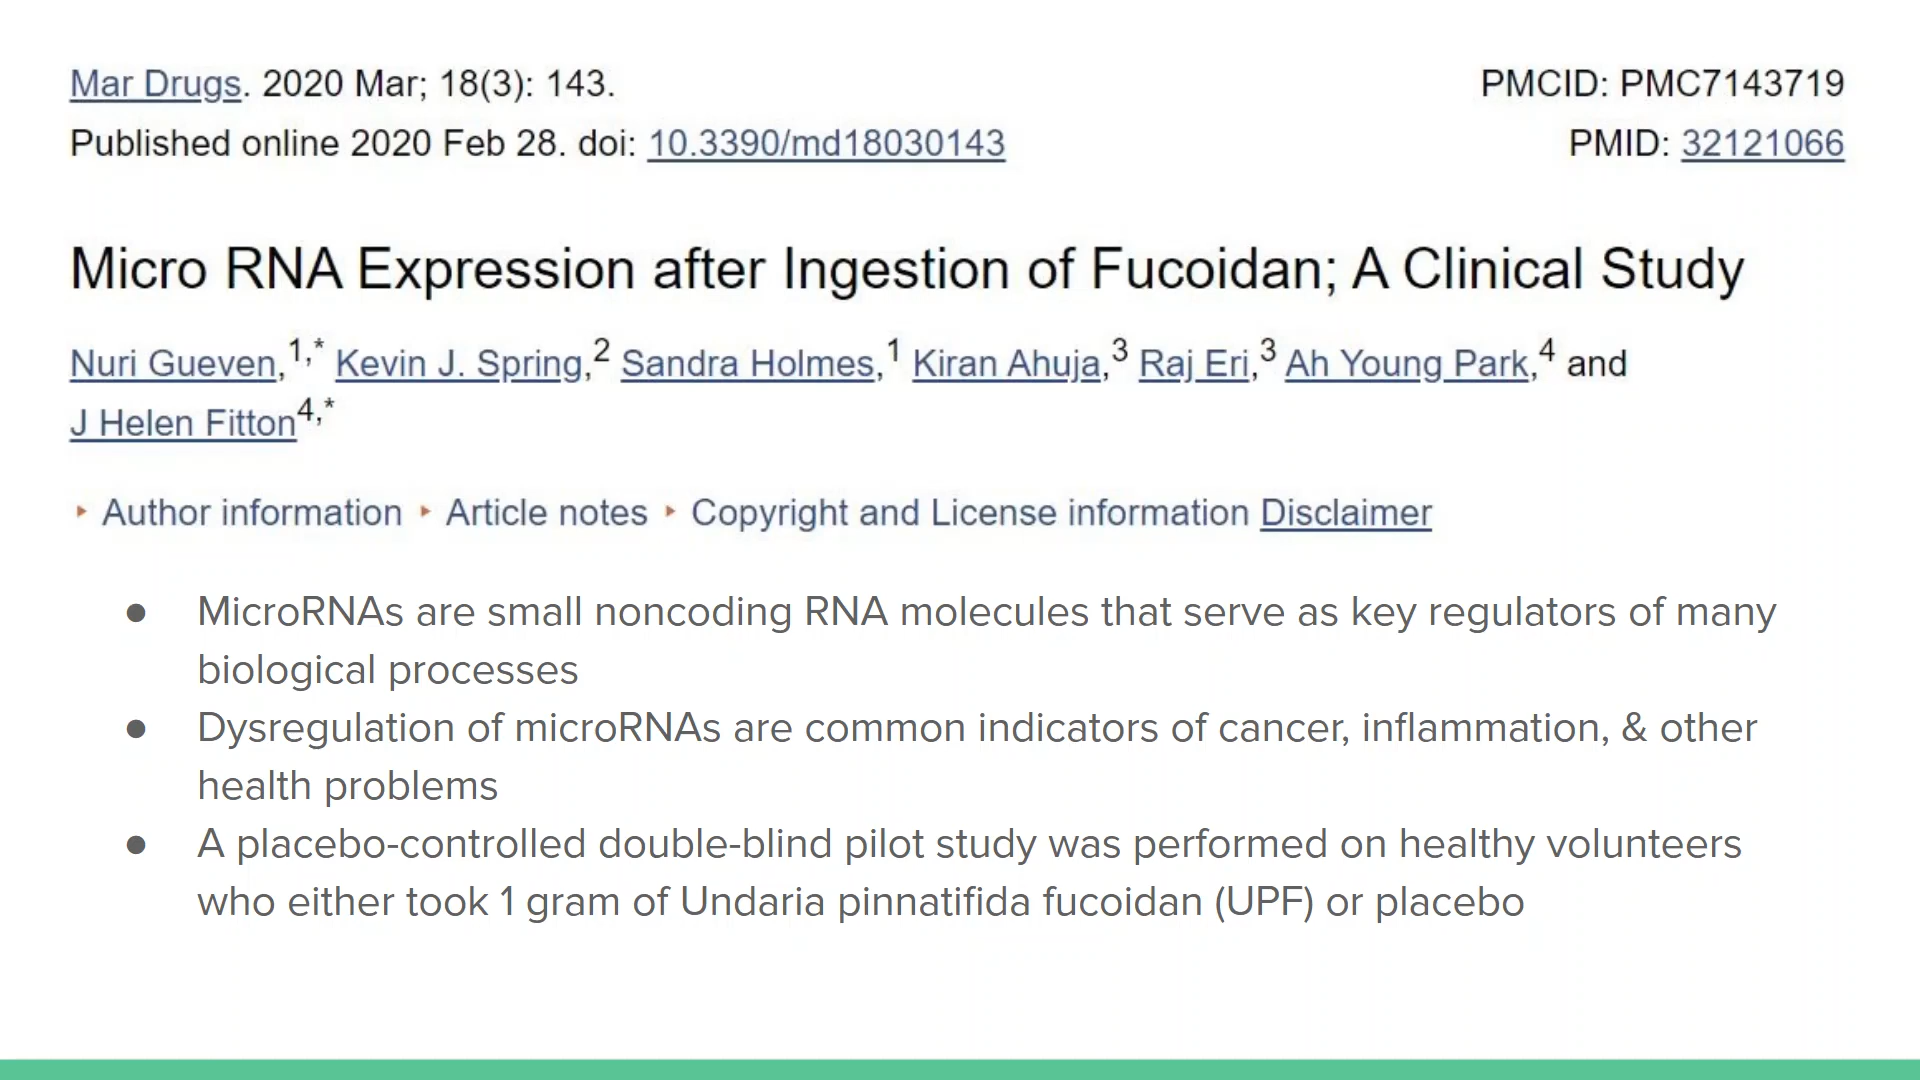 Mar Drugs. 2020 Mar; 18(3): 143.
PMCID: PMC7143719
Published online 2020 Feb 28. doi: 10.3390/md18030143
PMID: 32121066
Micro RNA Expression after Ingestion of Fucoidan; A Clinical Study
Nuri Gueven,1,* Kevin J. Spring,2 Sandra Holmes,1 Kiran Ahuja,3 Raj Eri,3 Ah Young Park,4 and
J Helen Fitton4,*
▸ Author information ▸ Article notes ▸ Copyright and License information Disclaimer
● MicroRNAs are small noncoding RNA molecules that serve as key regulators of many
biological processes
● Dysregulation of microRNAs are common indicators of cancer, inflammation, & other
health problems
● A placebo-controlled double-blind pilot study was performed on healthy volunteers
who either took 1 gram of Undaria pinnatifida fucoidan (UPF) or placebo